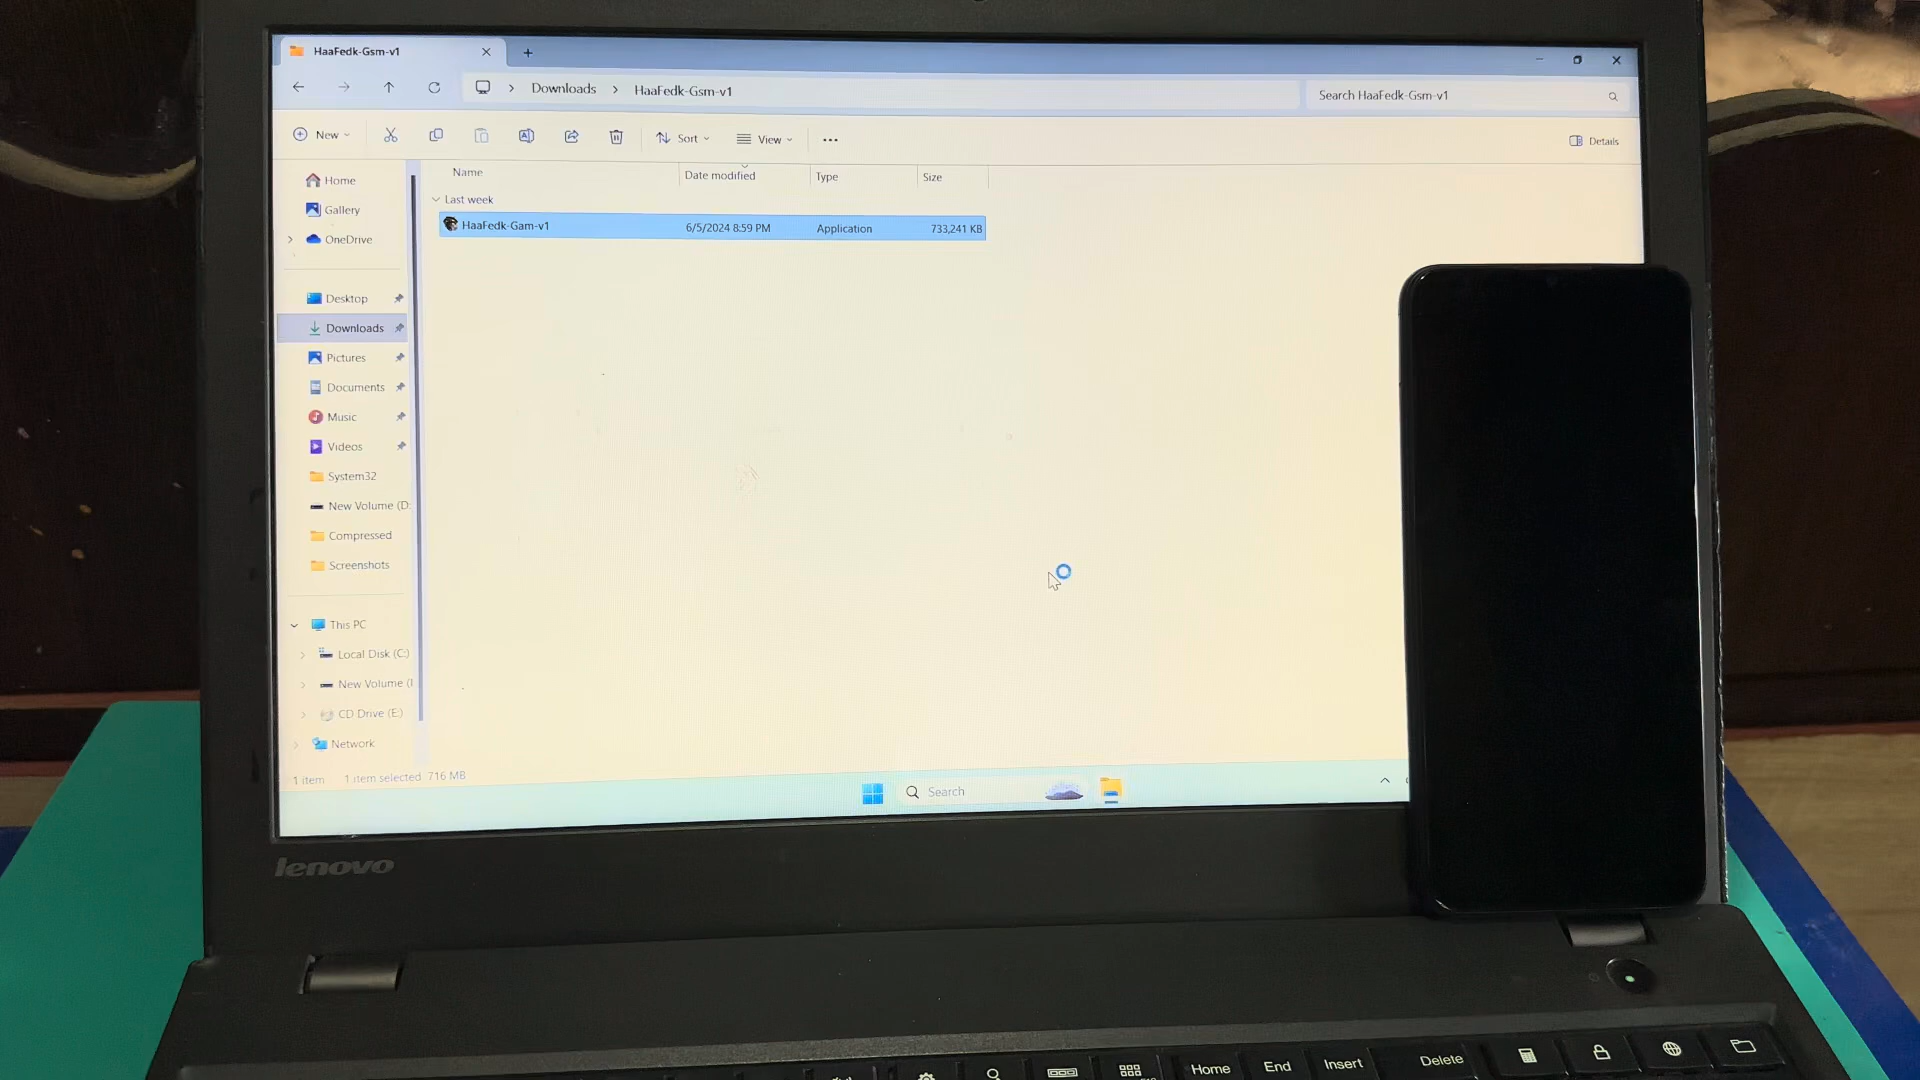 HaaFedk-Gsm-v1
Downloads > HaaFedk-Gsm-v1
Search HaaFedk-Gsm-v1
New
Sort
View
Details
Name
Date modified
Type
Size
Last week
HaaFedk-Gam-v1
6/5/2024 8:59 PM
Application
733,241 KB
Home
Gallery
OneDrive
Desktop
Downloads
Pictures
Documents
Music
Videos
System32
New Volume (D:
Compressed
Screenshots
This PC
Local Disk (C:)
New Volume (
CD Drive (E:)
Network
1 item
1 item selected 716 MB
Search
lenovo
Home
End
Insert
Delete